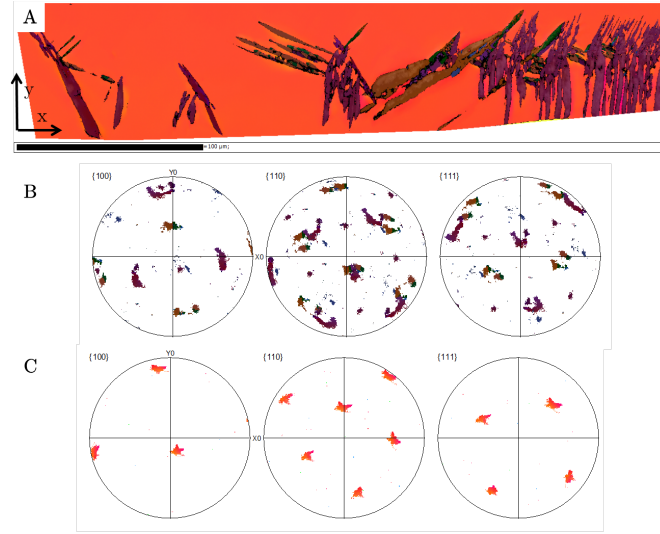 A
y
x
= 100 µm;
B
{100} Y0 {110} {111}
X0
C
{100} Y0 {110} {111}
X0